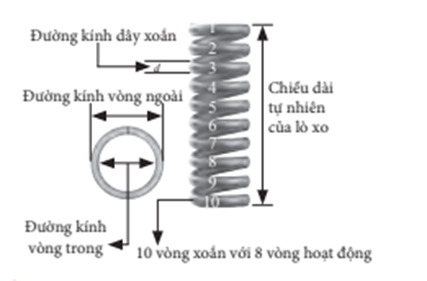 Đường kính dây xoắn
d
Đường kính vòng ngoài
1
2
3
4
5
6
7
8
9
10
Chiều dài
tự nhiên
của lò xo
Đường kính
vòng trong
10 vòng xoắn với 8 vòng hoạt động